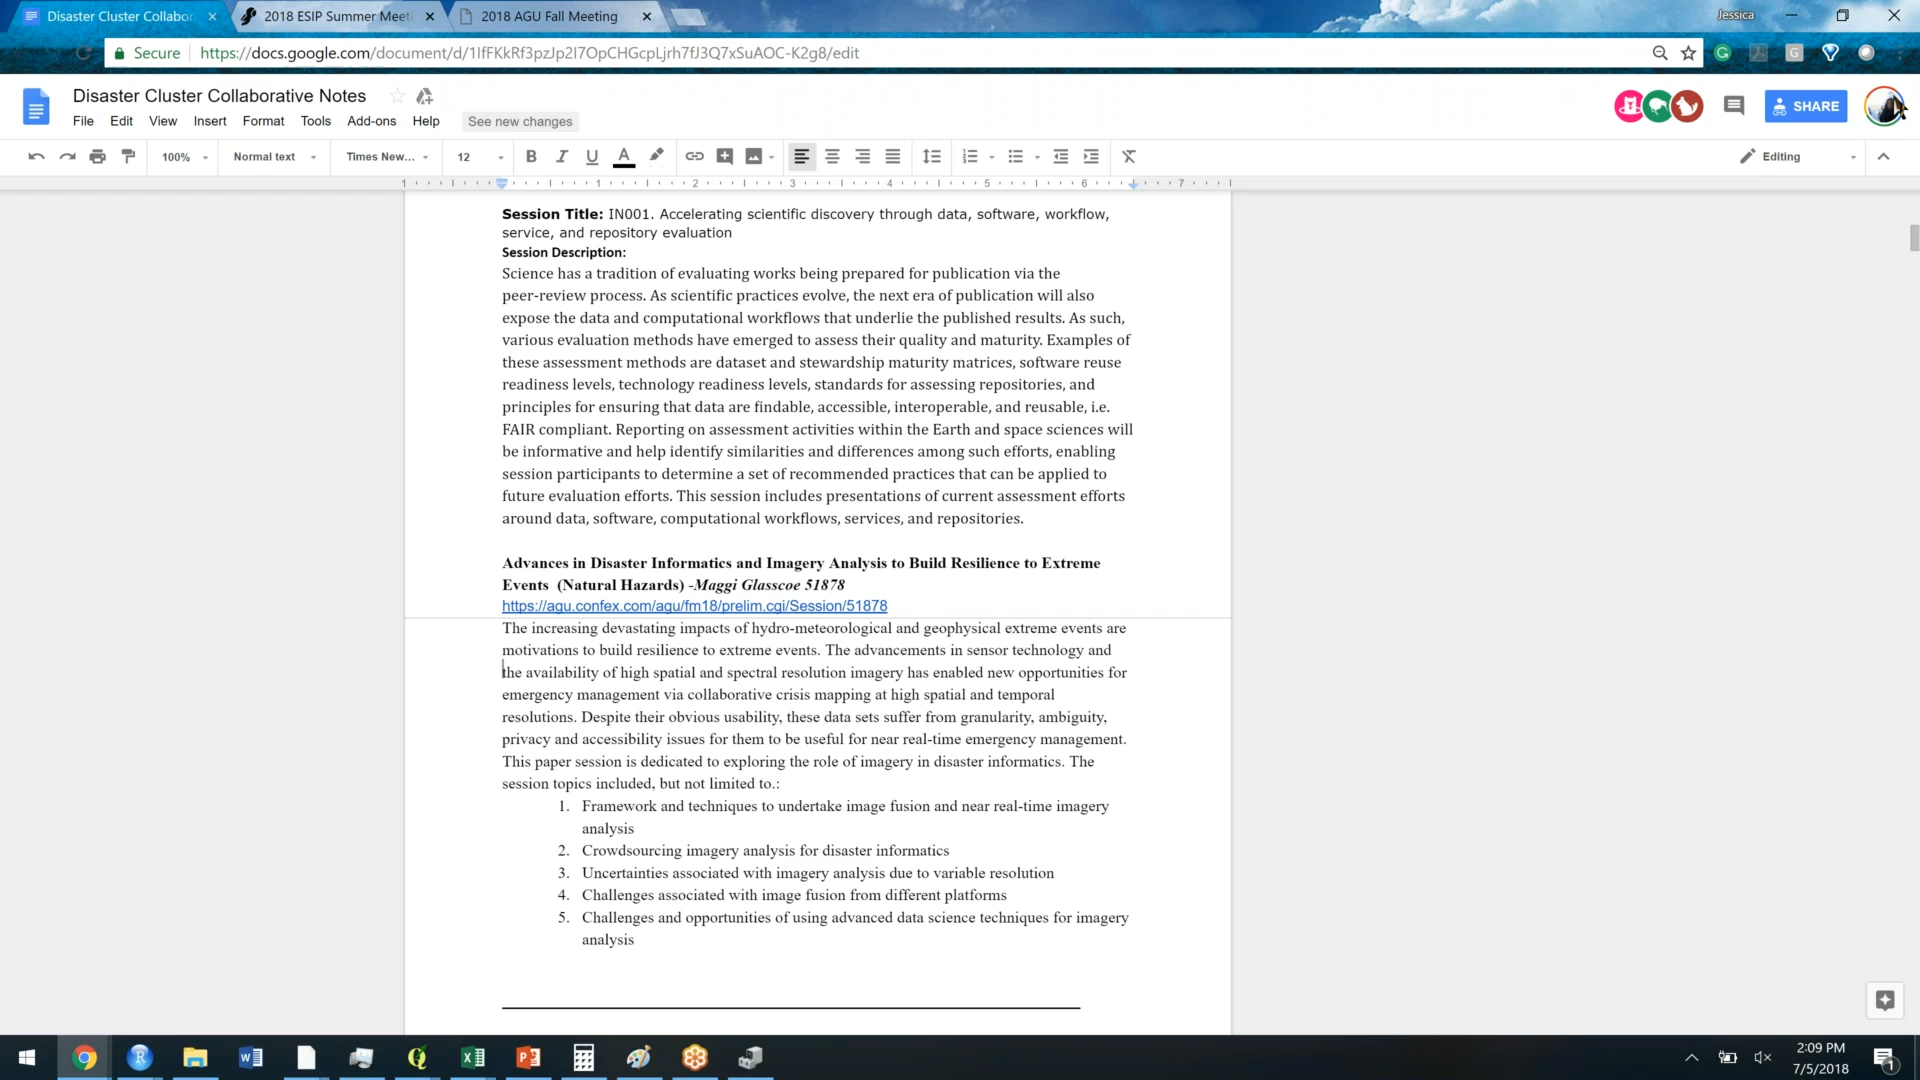 Disaster Cluster Collabor
2018 ESIP Summer Meeti
2018 AGU Fall Meeting
Jessica
Secure
https://docs.google.com/document/d/1IfFKkRf3pzJp2I7OpCHGcpLjrh7fJ3Q7xSuAOC-K2g8/edit
Disaster Cluster Collaborative Notes
File Edit View Insert Format Tools Add-ons Help See new changes
SHARE
100% Normal text Times New... 12 Editing
1 1 2 3 4 5 6 7
Session Title: IN001. Accelerating scientific discovery through data, software, workflow,
service, and repository evaluation
Session Description:
Science has a tradition of evaluating works being prepared for publication via the
peer-review process. As scientific practices evolve, the next era of publication will also
expose the data and computational workflows that underlie the published results. As such,
various evaluation methods have emerged to assess their quality and maturity. Examples of
these assessment methods are dataset and stewardship maturity matrices, software reuse
readiness levels, technology readiness levels, standards for assessing repositories, and
principles for ensuring that data are findable, accessible, interoperable, and reusable, i.e.
FAIR compliant. Reporting on assessment activities within the Earth and space sciences will
be informative and help identify similarities and differences among such efforts, enabling
session participants to determine a set of recommended practices that can be applied to
future evaluation efforts. This session includes presentations of current assessment efforts
around data, software, computational workflows, services, and repositories.
Advances in Disaster Informatics and Imagery Analysis to Build Resilience to Extreme
Events (Natural Hazards) -Maggi Glasscoe 51878
https://agu.confex.com/agu/fm18/prelim.cgi/Session/51878
The increasing devastating impacts of hydro-meteorological and geophysical extreme events are
motivations to build resilience to extreme events. The advancements in sensor technology and
the availability of high spatial and spectral resolution imagery has enabled new opportunities for
emergency management via collaborative crisis mapping at high spatial and temporal
resolutions. Despite their obvious usability, these data sets suffer from granularity, ambiguity,
privacy and accessibility issues for them to be useful for near real-time emergency management.
This paper session is dedicated to exploring the role of imagery in disaster informatics. The
session topics included, but not limited to.:
1. Framework and techniques to undertake image fusion and near real-time imagery
analysis
2. Crowdsourcing imagery analysis for disaster informatics
3. Uncertainties associated with imagery analysis due to variable resolution
4. Challenges associated with image fusion from different platforms
5. Challenges and opportunities of using advanced data science techniques for imagery
analysis
2:09 PM
7/5/2018
1